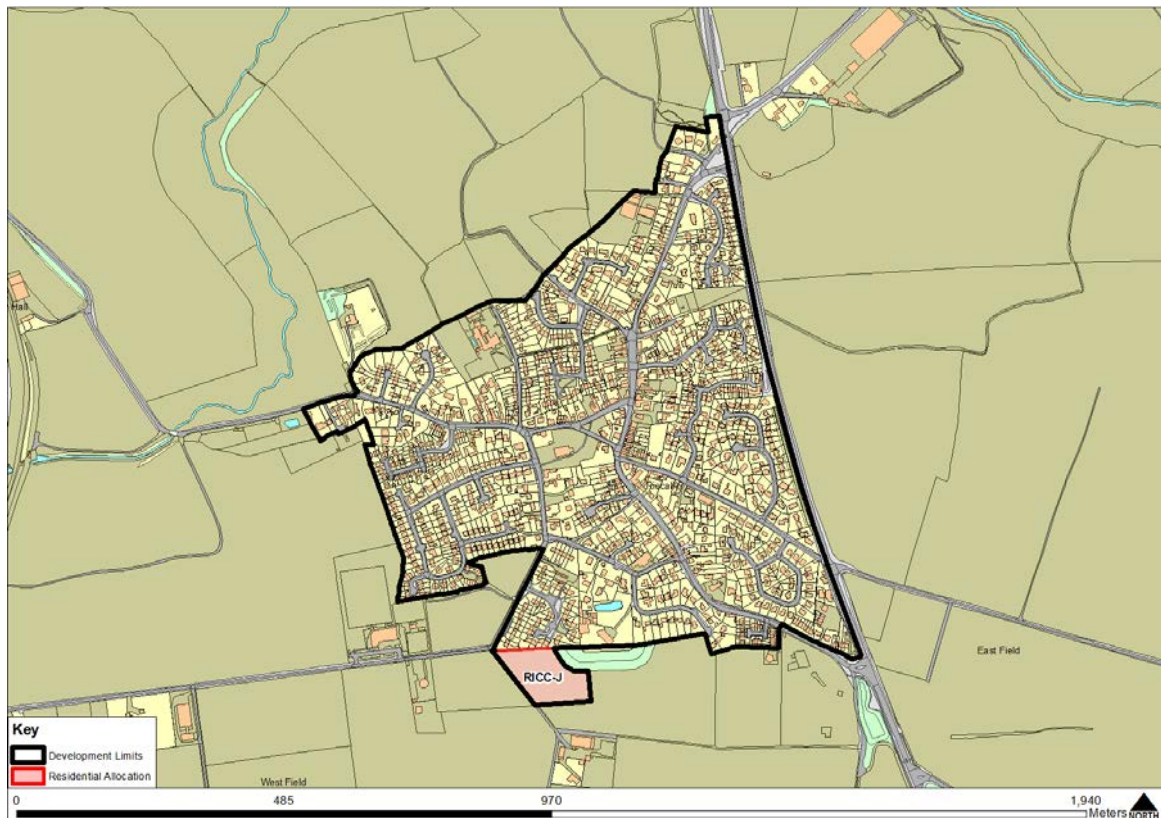 Hall
East Field
RICC-J
West Field
Key
Development Limits
Residential Allocation
0 485 970 1,940
Meters NORTH